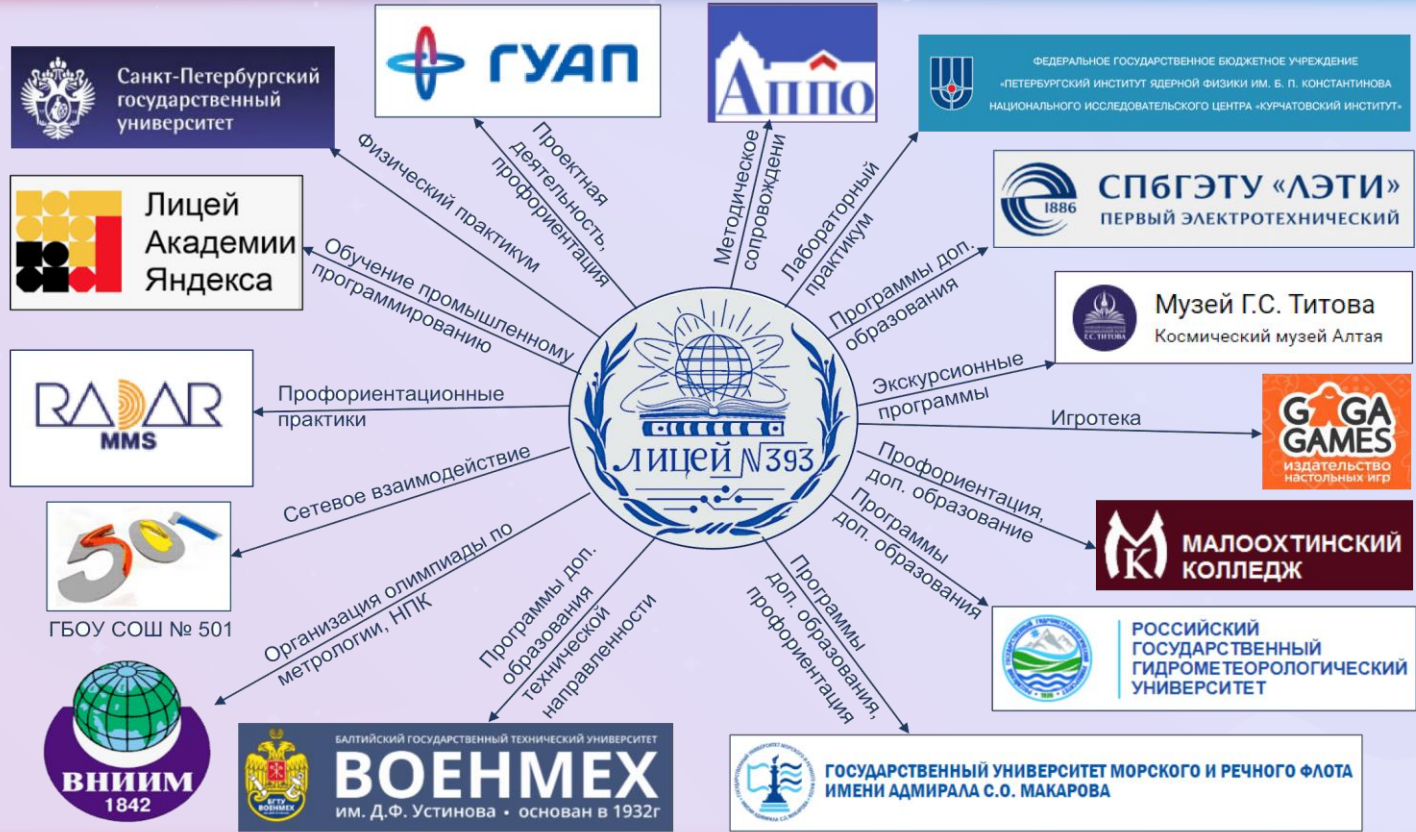 Санкт-Петербургский
государственный
университет
ГУАП
АППО
ФЕДЕРАЛЬНОЕ ГОСУДАРСТВЕННОЕ БЮДЖЕТНОЕ УЧРЕЖДЕНИЕ
«ПЕТЕРБУРГСКИЙ ИНСТИТУТ ЯДЕРНОЙ ФИЗИКИ ИМ. Б. П. КОНСТАНТИНОВА
НАЦИОНАЛЬНОГО ИССЛЕДОВАТЕЛЬСКОГО ЦЕНТРА «КУРЧАТОВСКИЙ ИНСТИТУТ»
Физический практикум
Проектная
деятельность,
профориентация
Методическое
сопровождени
Лабораторный
практикум
1886
СПбГЭТУ «ЛЭТИ»
ПЕРВЫЙ ЭЛЕКТРОТЕХНИЧЕСКИЙ
Лицей
Академии
Яндекса
Обучение промышленному
программированию
Программы доп.
образования
Г.С. ТИТОВА
Музей Г.С. Титова
Космический музей Алтая
RADAR
MMS
Профориентационные
практики
Экскурсионные
программы
Игротека
GAGA
GAMES
издательство
настольных игр
ЛИЦЕЙ №393
Сетевое взаимодействие
501
ГБОУ СОШ № 501
Профориентация,
доп. образование
МК
МАЛООХТИНСКИЙ
КОЛЛЕДЖ
Программы
доп. образования
РОССИЙСКИЙ
ГОСУДАРСТВЕННЫЙ
ГИДРОМЕТЕОРОЛОГИЧЕСКИЙ
УНИВЕРСИТЕТ
Организация олимпиады по
метрологии, НПК
ВНИИМ
1842
Программы доп.
образования
технической
направленности
БГТУ
ВОЕНМЕХ
БАЛТИЙСКИЙ ГОСУДАРСТВЕННЫЙ ТЕХНИЧЕСКИЙ УНИВЕРСИТЕТ
ВОЕНМЕХ
им. Д.Ф. Устинова • основан в 1932г
Программы
доп. образования,
профориентация
ГОСУДАРСТВЕННЫЙ УНИВЕРСИТЕТ МОРСКОГО И РЕЧНОГО ФЛОТА
ИМЕНИ АДМИРАЛА С.О. МАКАРОВА